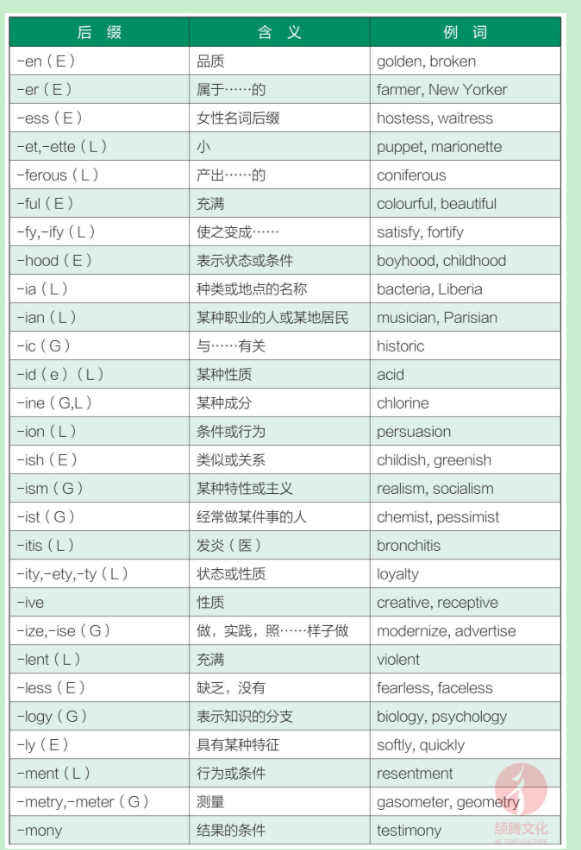 后 缀 含 义 例 词
-en（E） 品质 golden, broken
-er（E） 属于……的 farmer, New Yorker
-ess（E） 女性名词后缀 hostess, waitress
-et,-ette（L） 小 puppet, marionette
-ferous（L） 产出……的 coniferous
-ful（E） 充满 colourful, beautiful
-fy,-ify（L） 使之变成…… satisfy, fortify
-hood（E） 表示状态或条件 boyhood, childhood
-ia（L） 种类或地点的名称 bacteria, Liberia
-ian（L） 某种职业的人或某地居民 musician, Parisian
-ic（G） 与……有关 historic
-id（e）（L） 某种性质 acid
-ine（G,L） 某种成分 chlorine
-ion（L） 条件或行为 persuasion
-ish（E） 类似或关系 childish, greenish
-ism（G） 某种特性或主义 realism, socialism
-ist（G） 经常做某件事的人 chemist, pessimist
-itis（L） 发炎（医） bronchitis
-ity,-ety,-ty（L） 状态或性质 loyalty
-ive 性质 creative, receptive
-ize,-ise（G） 做，实践，照……样子做 modernize, advertise
-lent（L） 充满 violent
-less（E） 缺乏，没有 fearless, faceless
-logy（G） 表示知识的分支 biology, psychology
-ly（E） 具有某种特征 softly, quickly
-ment（L） 行为或条件 resentment
-metry,-meter（G） 测量 gasometer, geometry
-mony 结果的条件 testimony
颉腾文化
JIE TENG CULTURE